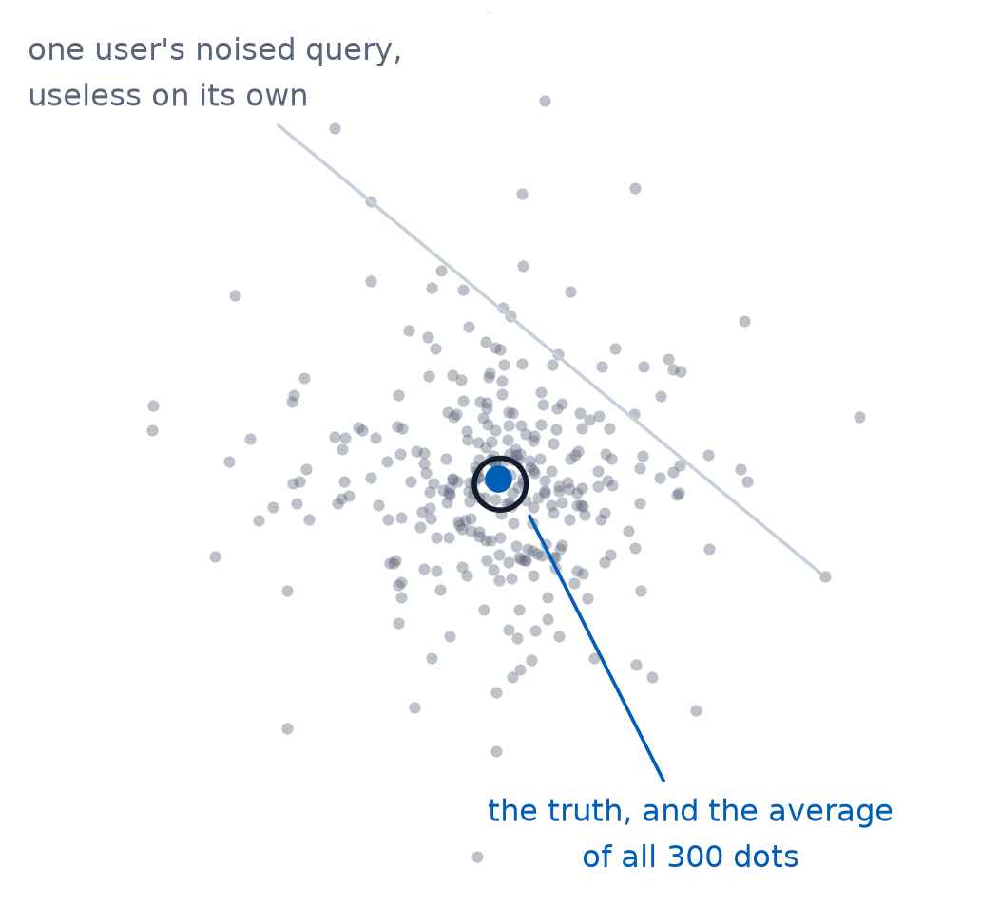 one user's noised query,
useless on its own
the truth, and the average
of all 300 dots